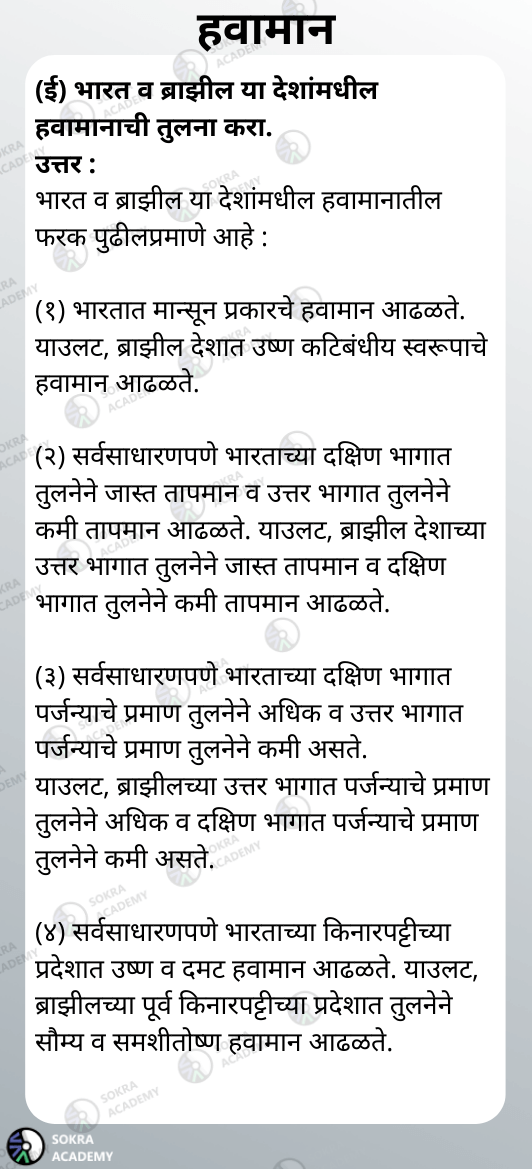 हवामान
(ई) भारत व ब्राझील या देशांमधील
हवामानाची तुलना करा.
उत्तर :
भारत व ब्राझील या देशांमधील हवामानातील
फरक पुढीलप्रमाणे आहे :
(१) भारतात मान्सून प्रकारचे हवामान आढळते.
याउलट, ब्राझील देशात उष्ण कटिबंधीय स्वरूपाचे
हवामान आढळते.
(२) सर्वसाधारणपणे भारताच्या दक्षिण भागात
तुलनेने जास्त तापमान व उत्तर भागात तुलनेने
कमी तापमान आढळते. याउलट, ब्राझील देशाच्या
उत्तर भागात तुलनेने जास्त तापमान व दक्षिण
भागात तुलनेने कमी तापमान आढळते.
(३) सर्वसाधारणपणे भारताच्या दक्षिण भागात
पर्जन्याचे प्रमाण तुलनेने अधिक व उत्तर भागात
पर्जन्याचे प्रमाण तुलनेने कमी असते.
याउलट, ब्राझीलच्या उत्तर भागात पर्जन्याचे प्रमाण
तुलनेने अधिक व दक्षिण भागात पर्जन्याचे प्रमाण
तुलनेने कमी असते.
(४) सर्वसाधारणपणे भारताच्या किनारपट्टीच्या
प्रदेशात उष्ण व दमट हवामान आढळते. याउलट,
ब्राझीलच्या पूर्व किनारपट्टीच्या प्रदेशात तुलनेने
सौम्य व समशीतोष्ण हवामान आढळते.
SOKRA
ACADEMY